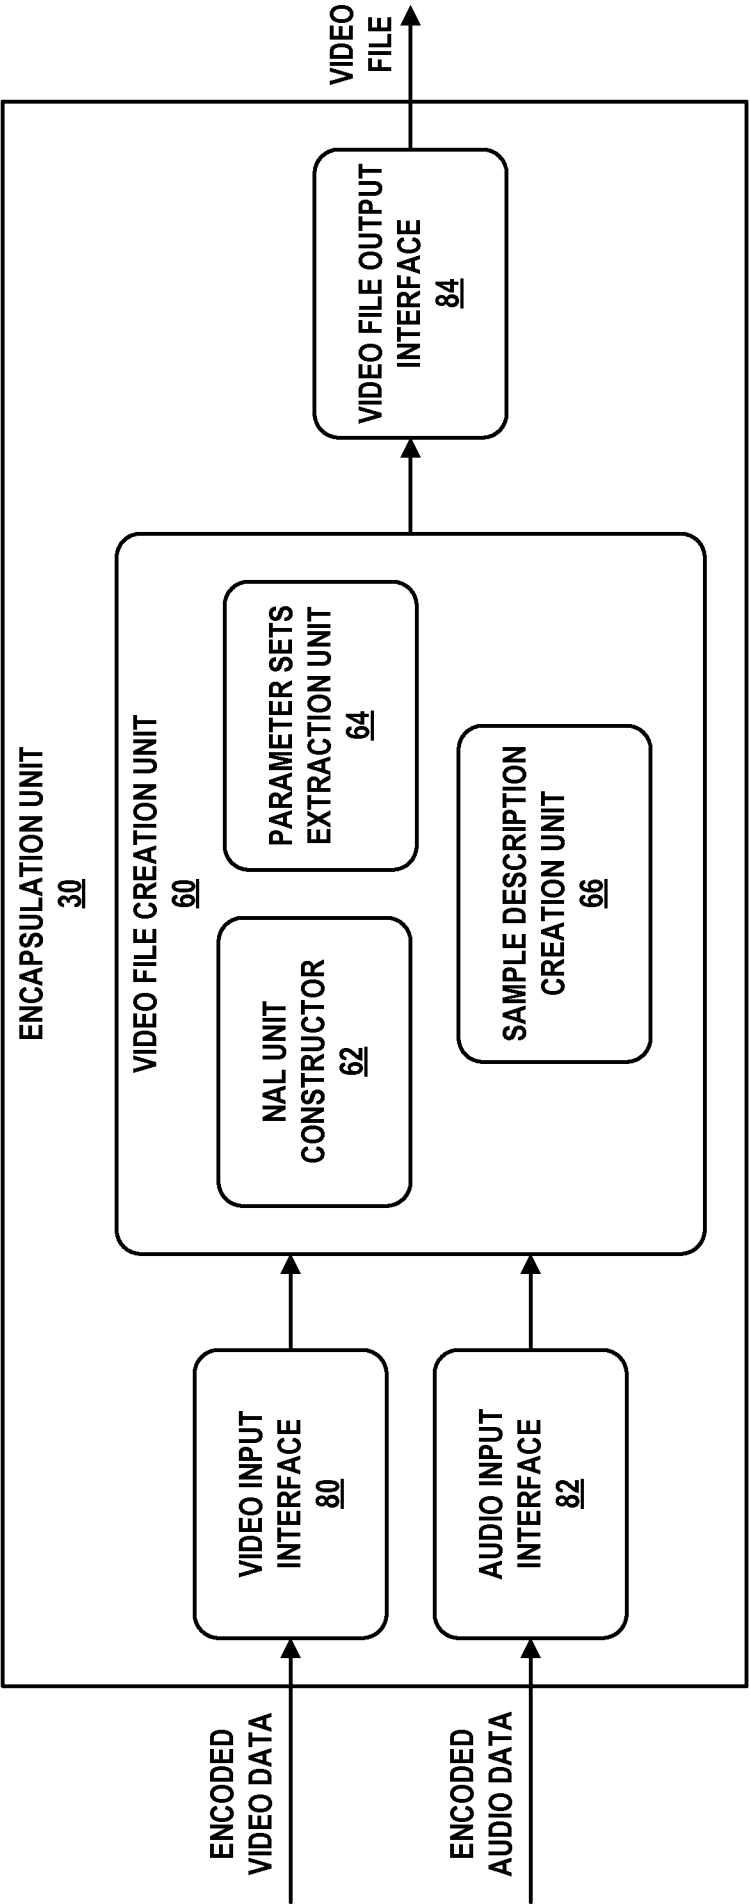 ENCAPSULATION UNIT
30
VIDEO FILE CREATION UNIT
60
ENCODED
VIDEO DATA
VIDEO INPUT
INTERFACE
80
NAL UNIT
CONSTRUCTOR
62
PARAMETER SETS
EXTRACTION UNIT
64
ENCODED
AUDIO DATA
AUDIO INPUT
INTERFACE
82
SAMPLE DESCRIPTION
CREATION UNIT
66
VIDEO FILE OUTPUT
INTERFACE
84
VIDEO
FILE